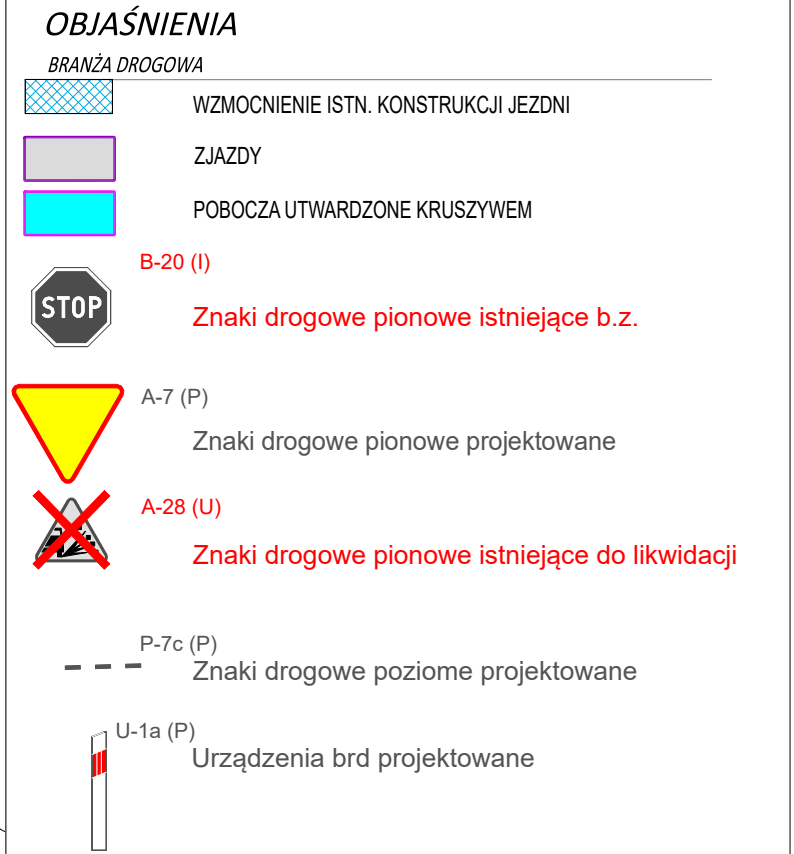 OBJAŚNIENIA
BRANŻA DROGOWA
WZMOCNIENIE ISTN. KONSTRUKCJI JEZDNI
ZJAZDY
POBOCZA UTWARDZONE KRUSZYWEM
B-20 (I)
STOP
Znaki drogowe pionowe istniejące b.z.
A-7 (P)
Znaki drogowe pionowe projektowane
A-28 (U)
Znaki drogowe pionowe istniejące do likwidacji
P-7c (P)
Znaki drogowe poziome projektowane
U-1a (P)
Urządzenia brd projektowane